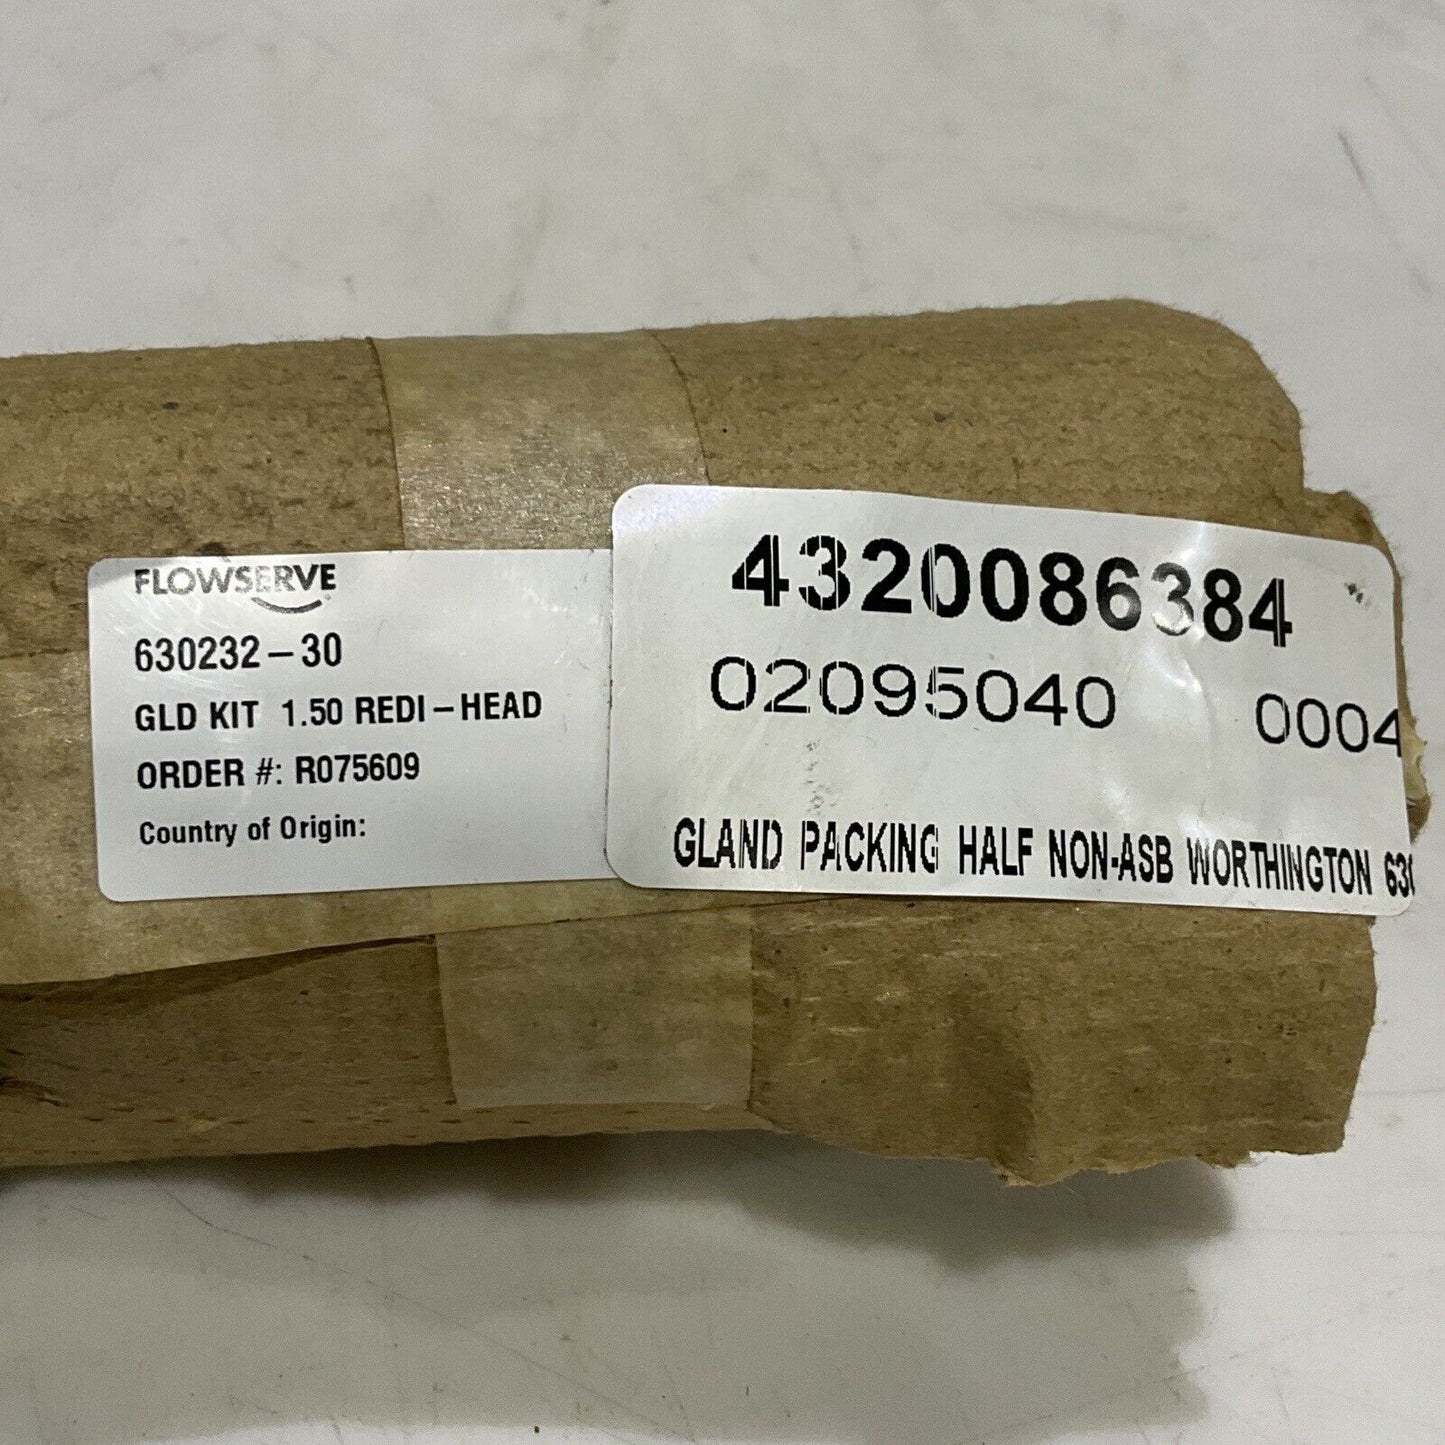 FLOWSERVE
630232-30
GLD KIT 1.50 REDI-HEAD
ORDER #: R075609
Country of Origin:
4320086384
02095040 0004
GLAND PACKING HALF NON-ASB WORTHINGTON 630